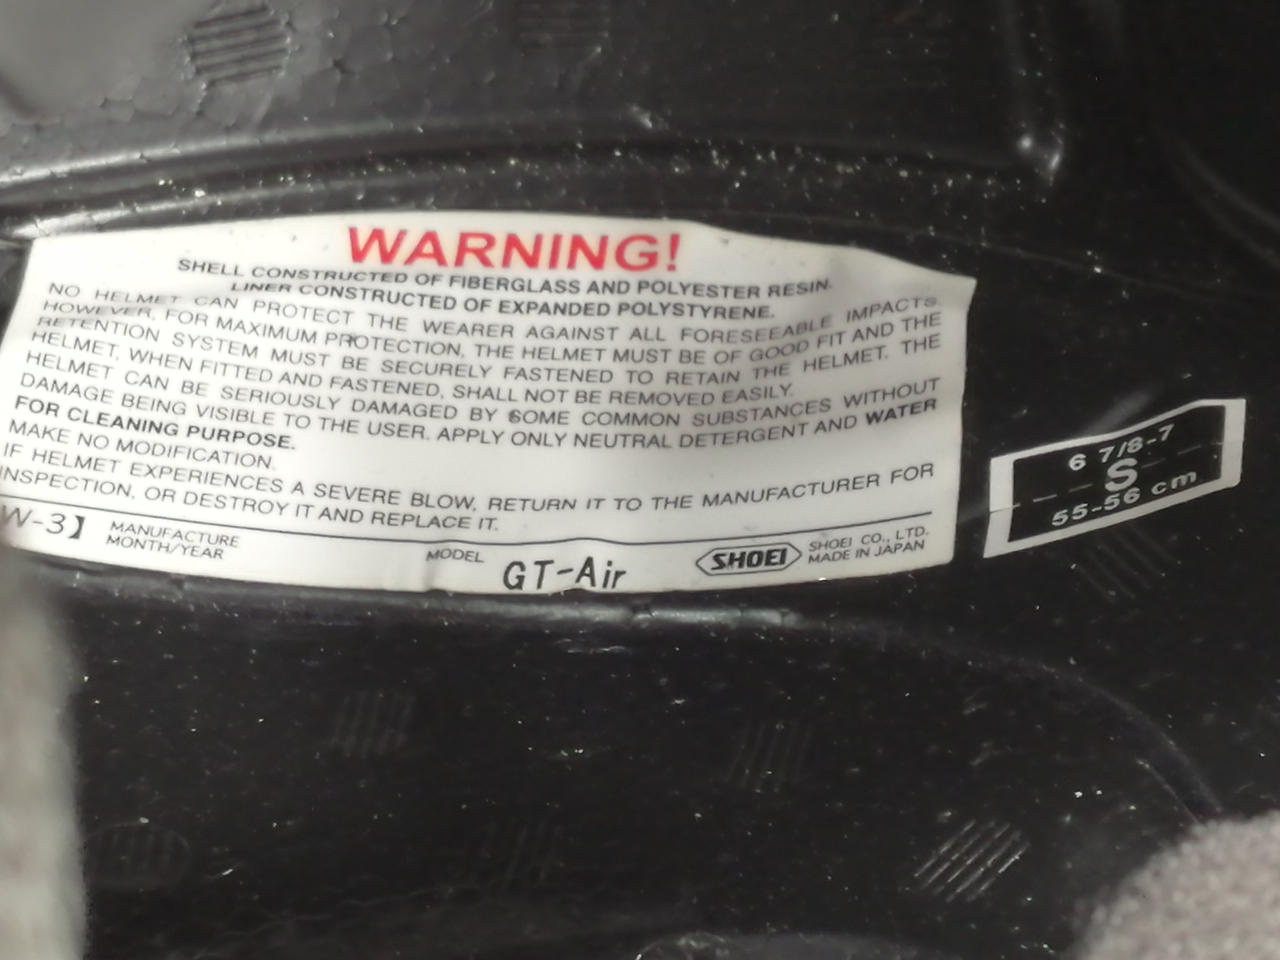 WARNING!
SHELL CONSTRUCTED OF FIBERGLASS AND POLYESTER RESIN.
LINER CONSTRUCTED OF EXPANDED POLYSTYRENE.
NO HELMET CAN PROTECT THE WEARER AGAINST ALL FORESEEABLE IMPACTS.
HOWEVER, FOR MAXIMUM PROTECTION, THE HELMET MUST BE OF GOOD FIT AND THE
RETENTION SYSTEM MUST BE SECURELY FASTENED TO RETAIN THE HELMET. THE
HELMET, WHEN FITTED AND FASTENED, SHALL NOT BE REMOVED EASILY.
HELMET CAN BE SERIOUSLY DAMAGED BY SOME COMMON SUBSTANCES WITHOUT
DAMAGE BEING VISIBLE TO THE USER. APPLY ONLY NEUTRAL DETERGENT AND WATER
FOR CLEANING PURPOSE.
MAKE NO MODIFICATION.
IF HELMET EXPERIENCES A SEVERE BLOW, RETURN IT TO THE MANUFACTURER FOR
INSPECTION, OR DESTROY IT AND REPLACE IT.
W-3】 MANUFACTURE
MONTH/YEAR
MODEL GT-Air
SHOEI
SHOEI CO., LTD.
MADE IN JAPAN
6 7/8-7
S
55-56 cm